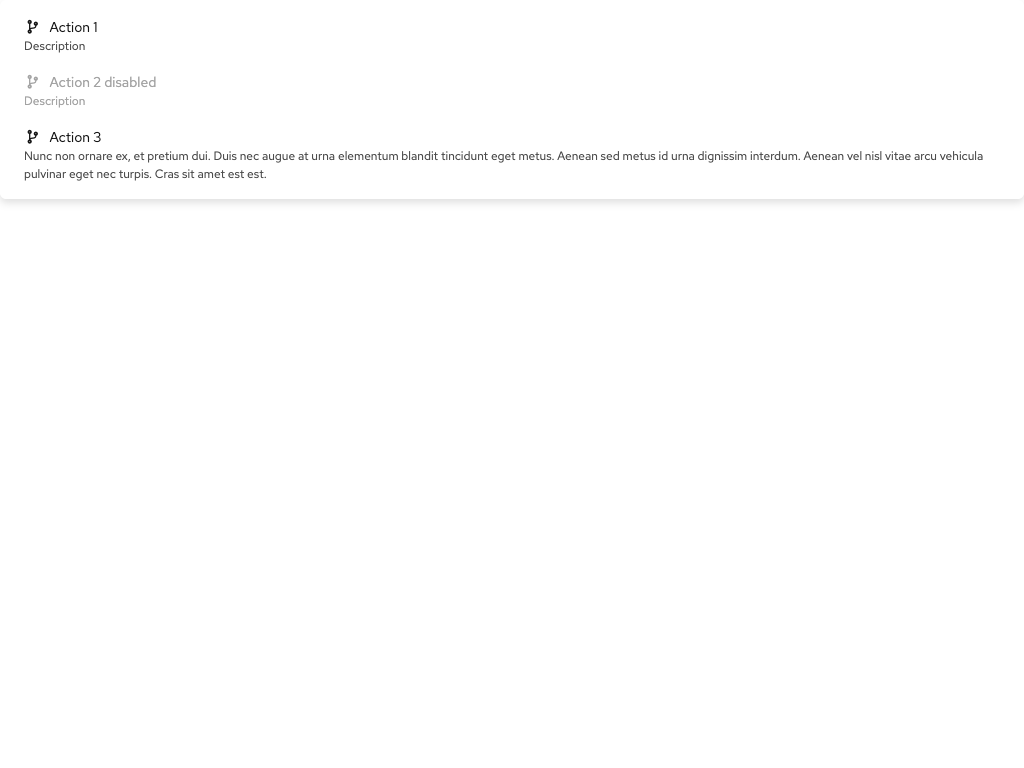 Action 1
Description
Action 2 disabled
Description
Action 3
Nunc non ornare ex, et pretium dui. Duis nec augue at urna elementum blandit tincidunt eget metus. Aenean sed metus id urna dignissim interdum. Aenean vel nisl vitae arcu vehicula
pulvinar eget nec turpis. Cras sit amet est est.